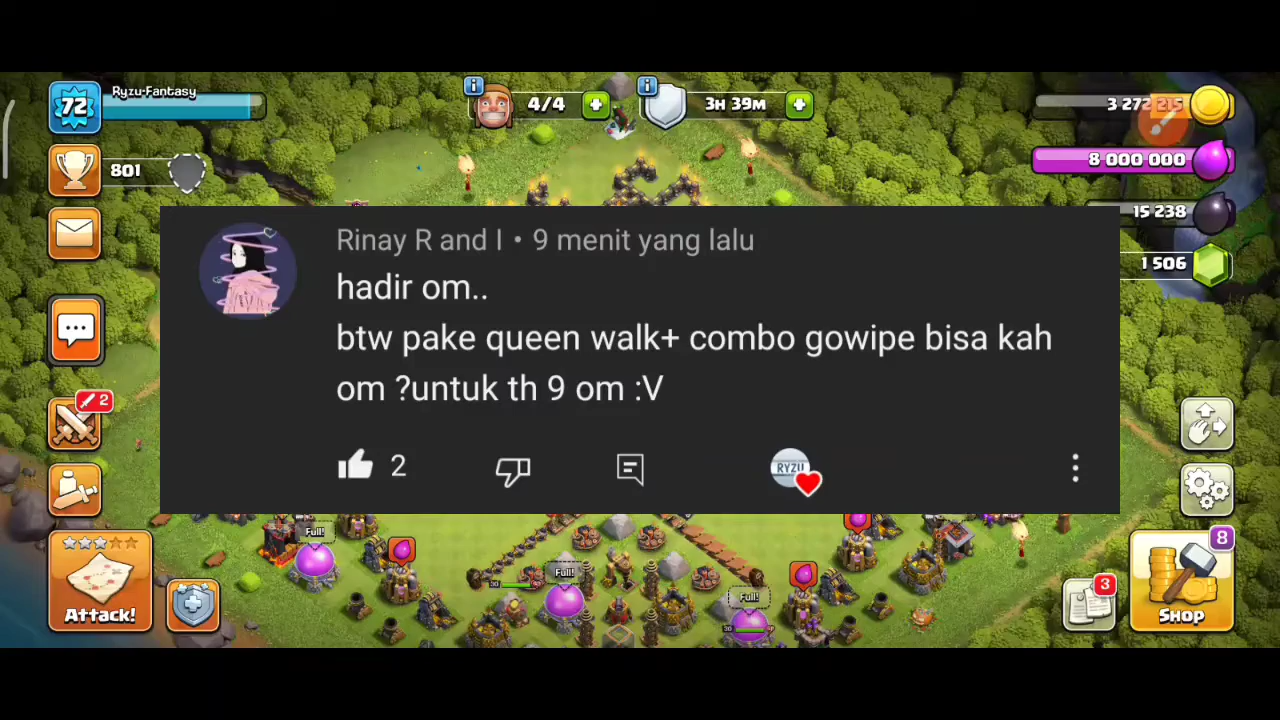 72
Ryzu-Fantasy
4/4
3h 39m
3 272 215
801
8 000 000
15 238
1 506
Rinay R and I • 9 menit yang lalu
hadir om..
btw pake queen walk+ combo gowipe bisa kah
om ?untuk th 9 om :V
2
RYZU
2
Full!
Full!
Full!
30
30
Attack!
3
8
Shop